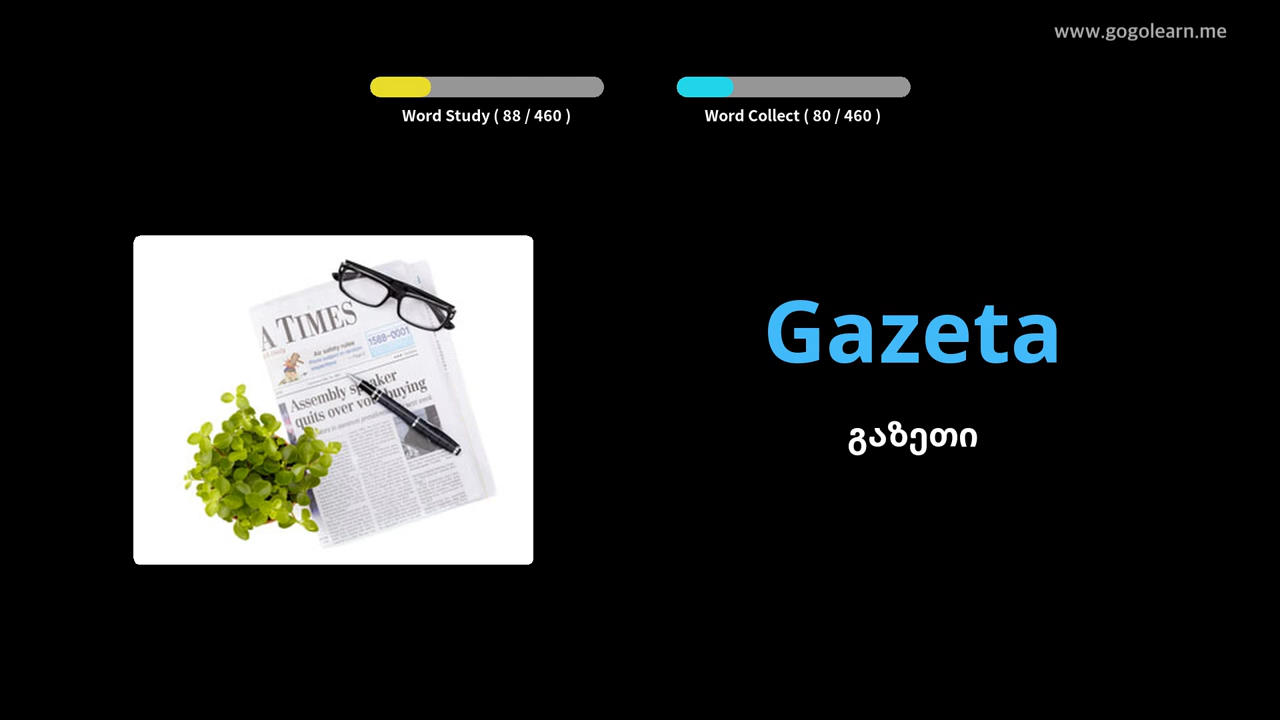 www.gogolearn.me
Word Study ( 88 / 460 )
Word Collect ( 80 / 460 )
A TIMES
Air safety rules
1588-0001
Assembly speaker
quits over vote buying
Gazeta
გაზეთი